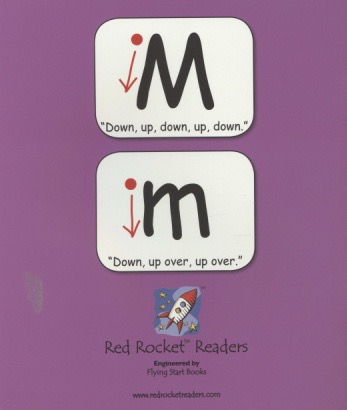 M
"Down, up, down, up, down."
m
"Down, up over, up over."
Red Rocket™ Readers
Engineered by
Flying Start Books
www.redrocketreaders.com